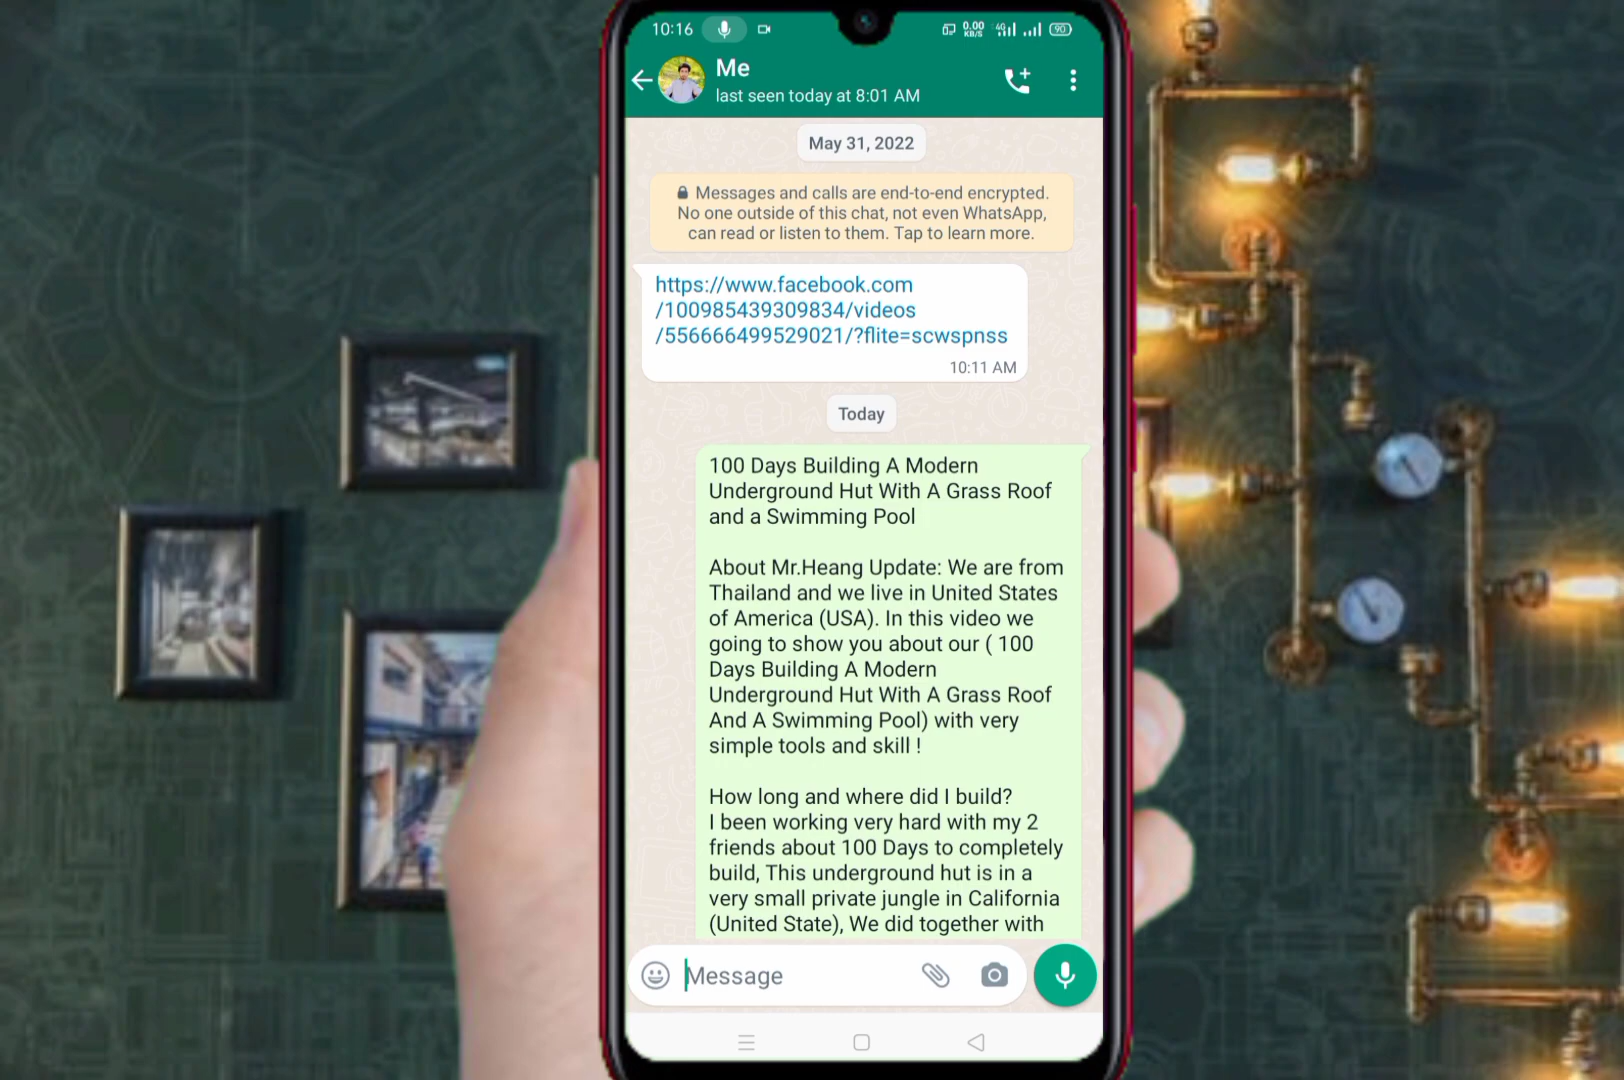 10:16
0.00
KB/S
4G
90
Me
last seen today at 8:01 AM
May 31, 2022
Messages and calls are end-to-end encrypted.
No one outside of this chat, not even WhatsApp,
can read or listen to them. Tap to learn more.
https://www.facebook.com
/100985439309834/videos
/556666499529021/?flite=scwspnss
10:11 AM
Today
100 Days Building A Modern
Underground Hut With A Grass Roof
and a Swimming Pool
About Mr.Heang Update: We are from
Thailand and we live in United States
of America (USA). In this video we
going to show you about our ( 100
Days Building A Modern
Underground Hut With A Grass Roof
And A Swimming Pool) with very
simple tools and skill !
How long and where did I build?
I been working very hard with my 2
friends about 100 Days to completely
build, This underground hut is in a
very small private jungle in California
(United State), We did together with
Message